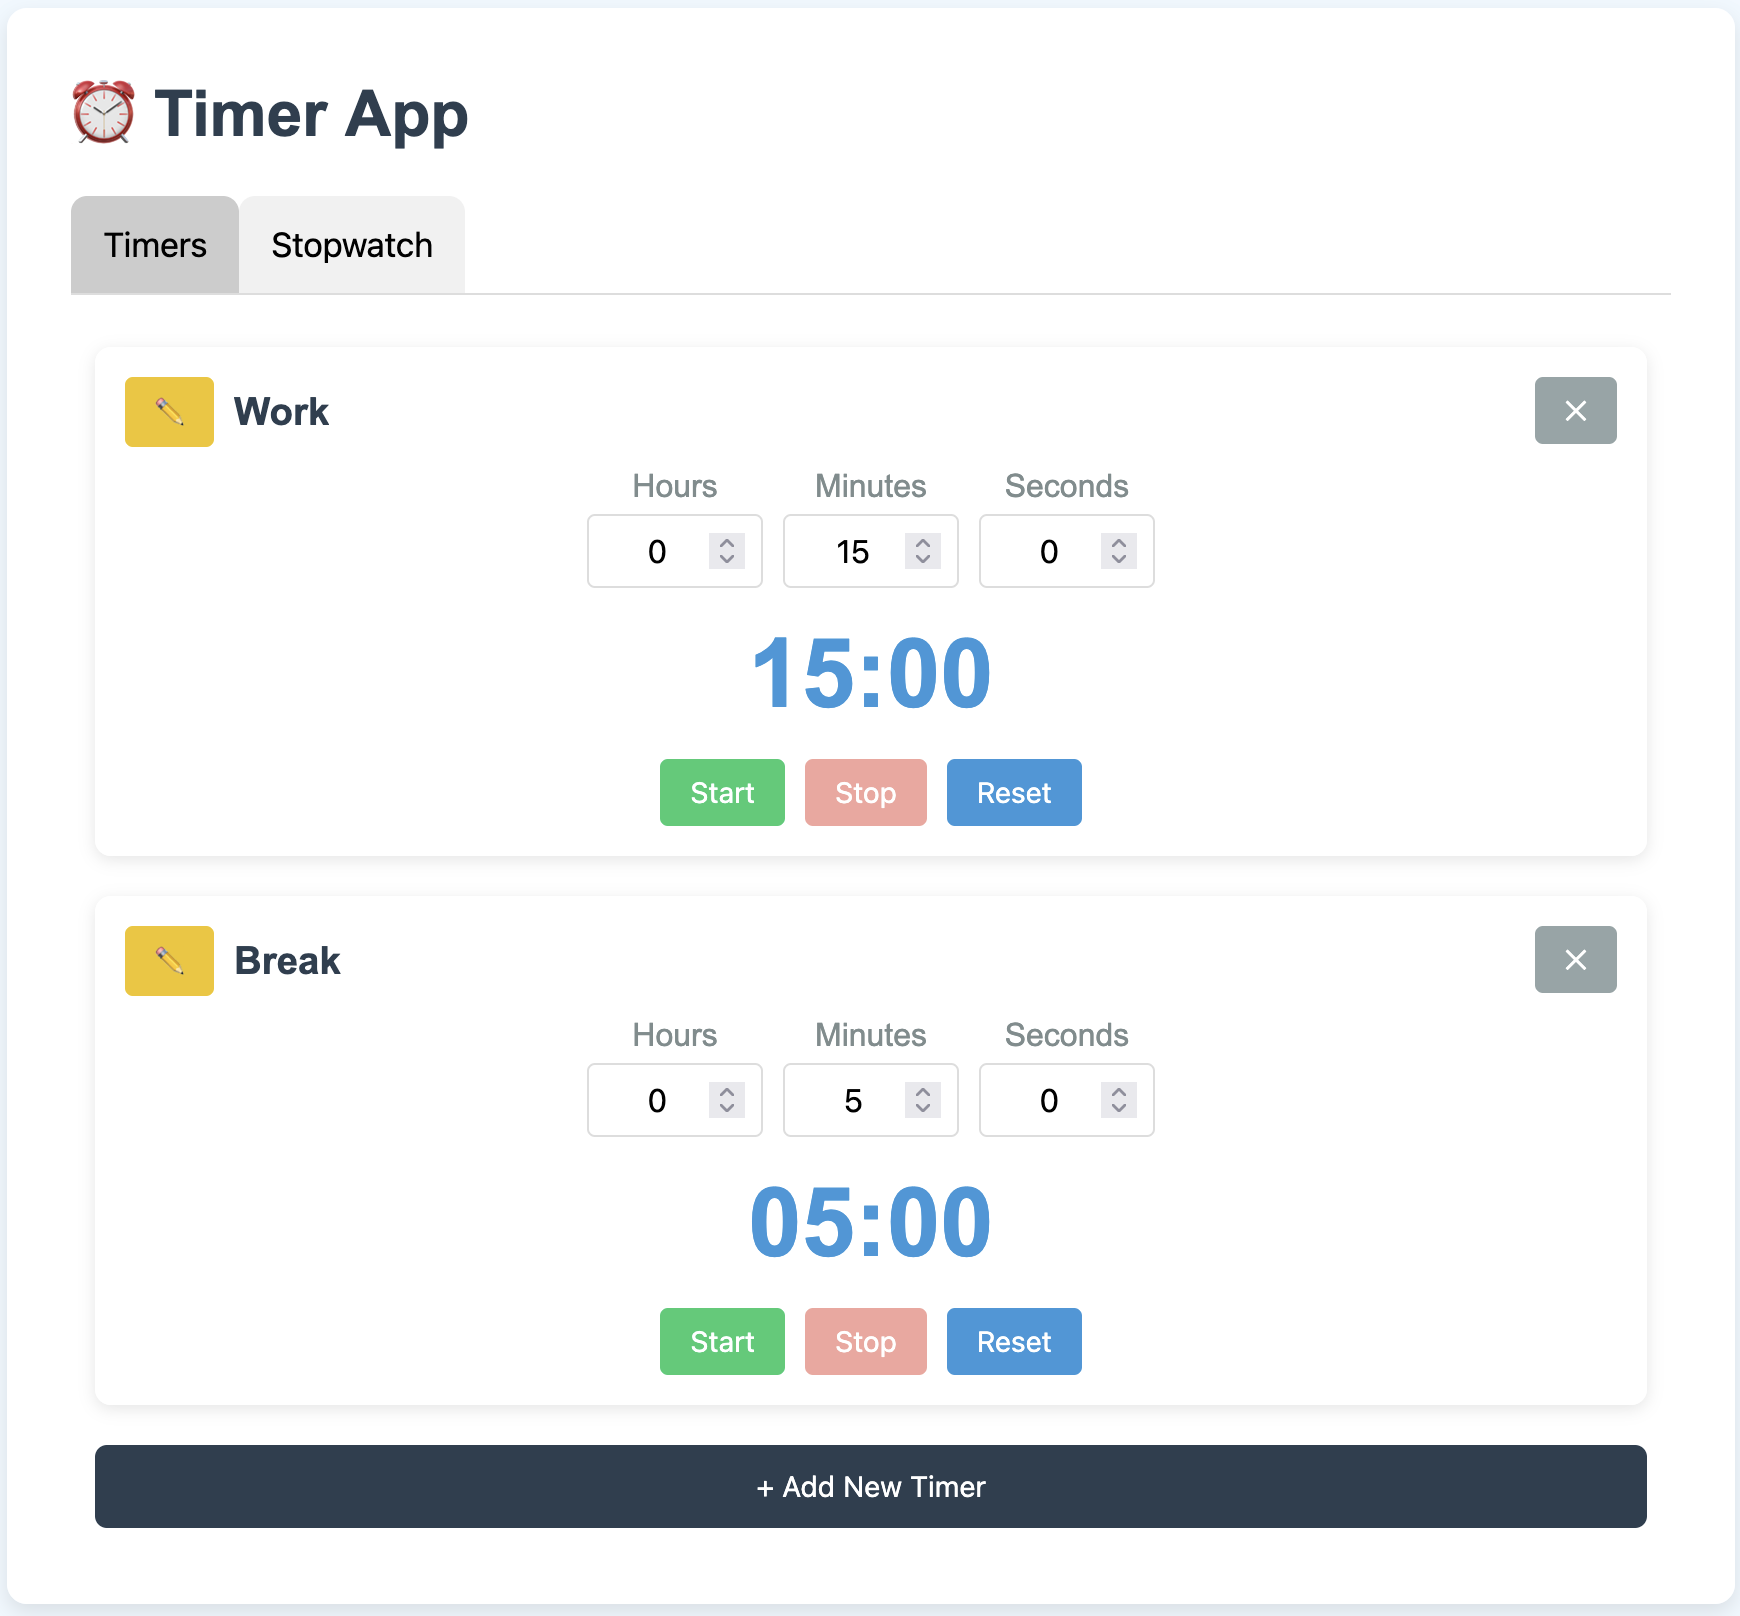 ⏰ Timer App
Timers Stopwatch
✏️ Work ×
Hours Minutes Seconds
0 15 0
15:00
Start Stop Reset
✏️ Break ×
Hours Minutes Seconds
0 5 0
05:00
Start Stop Reset
+ Add New Timer